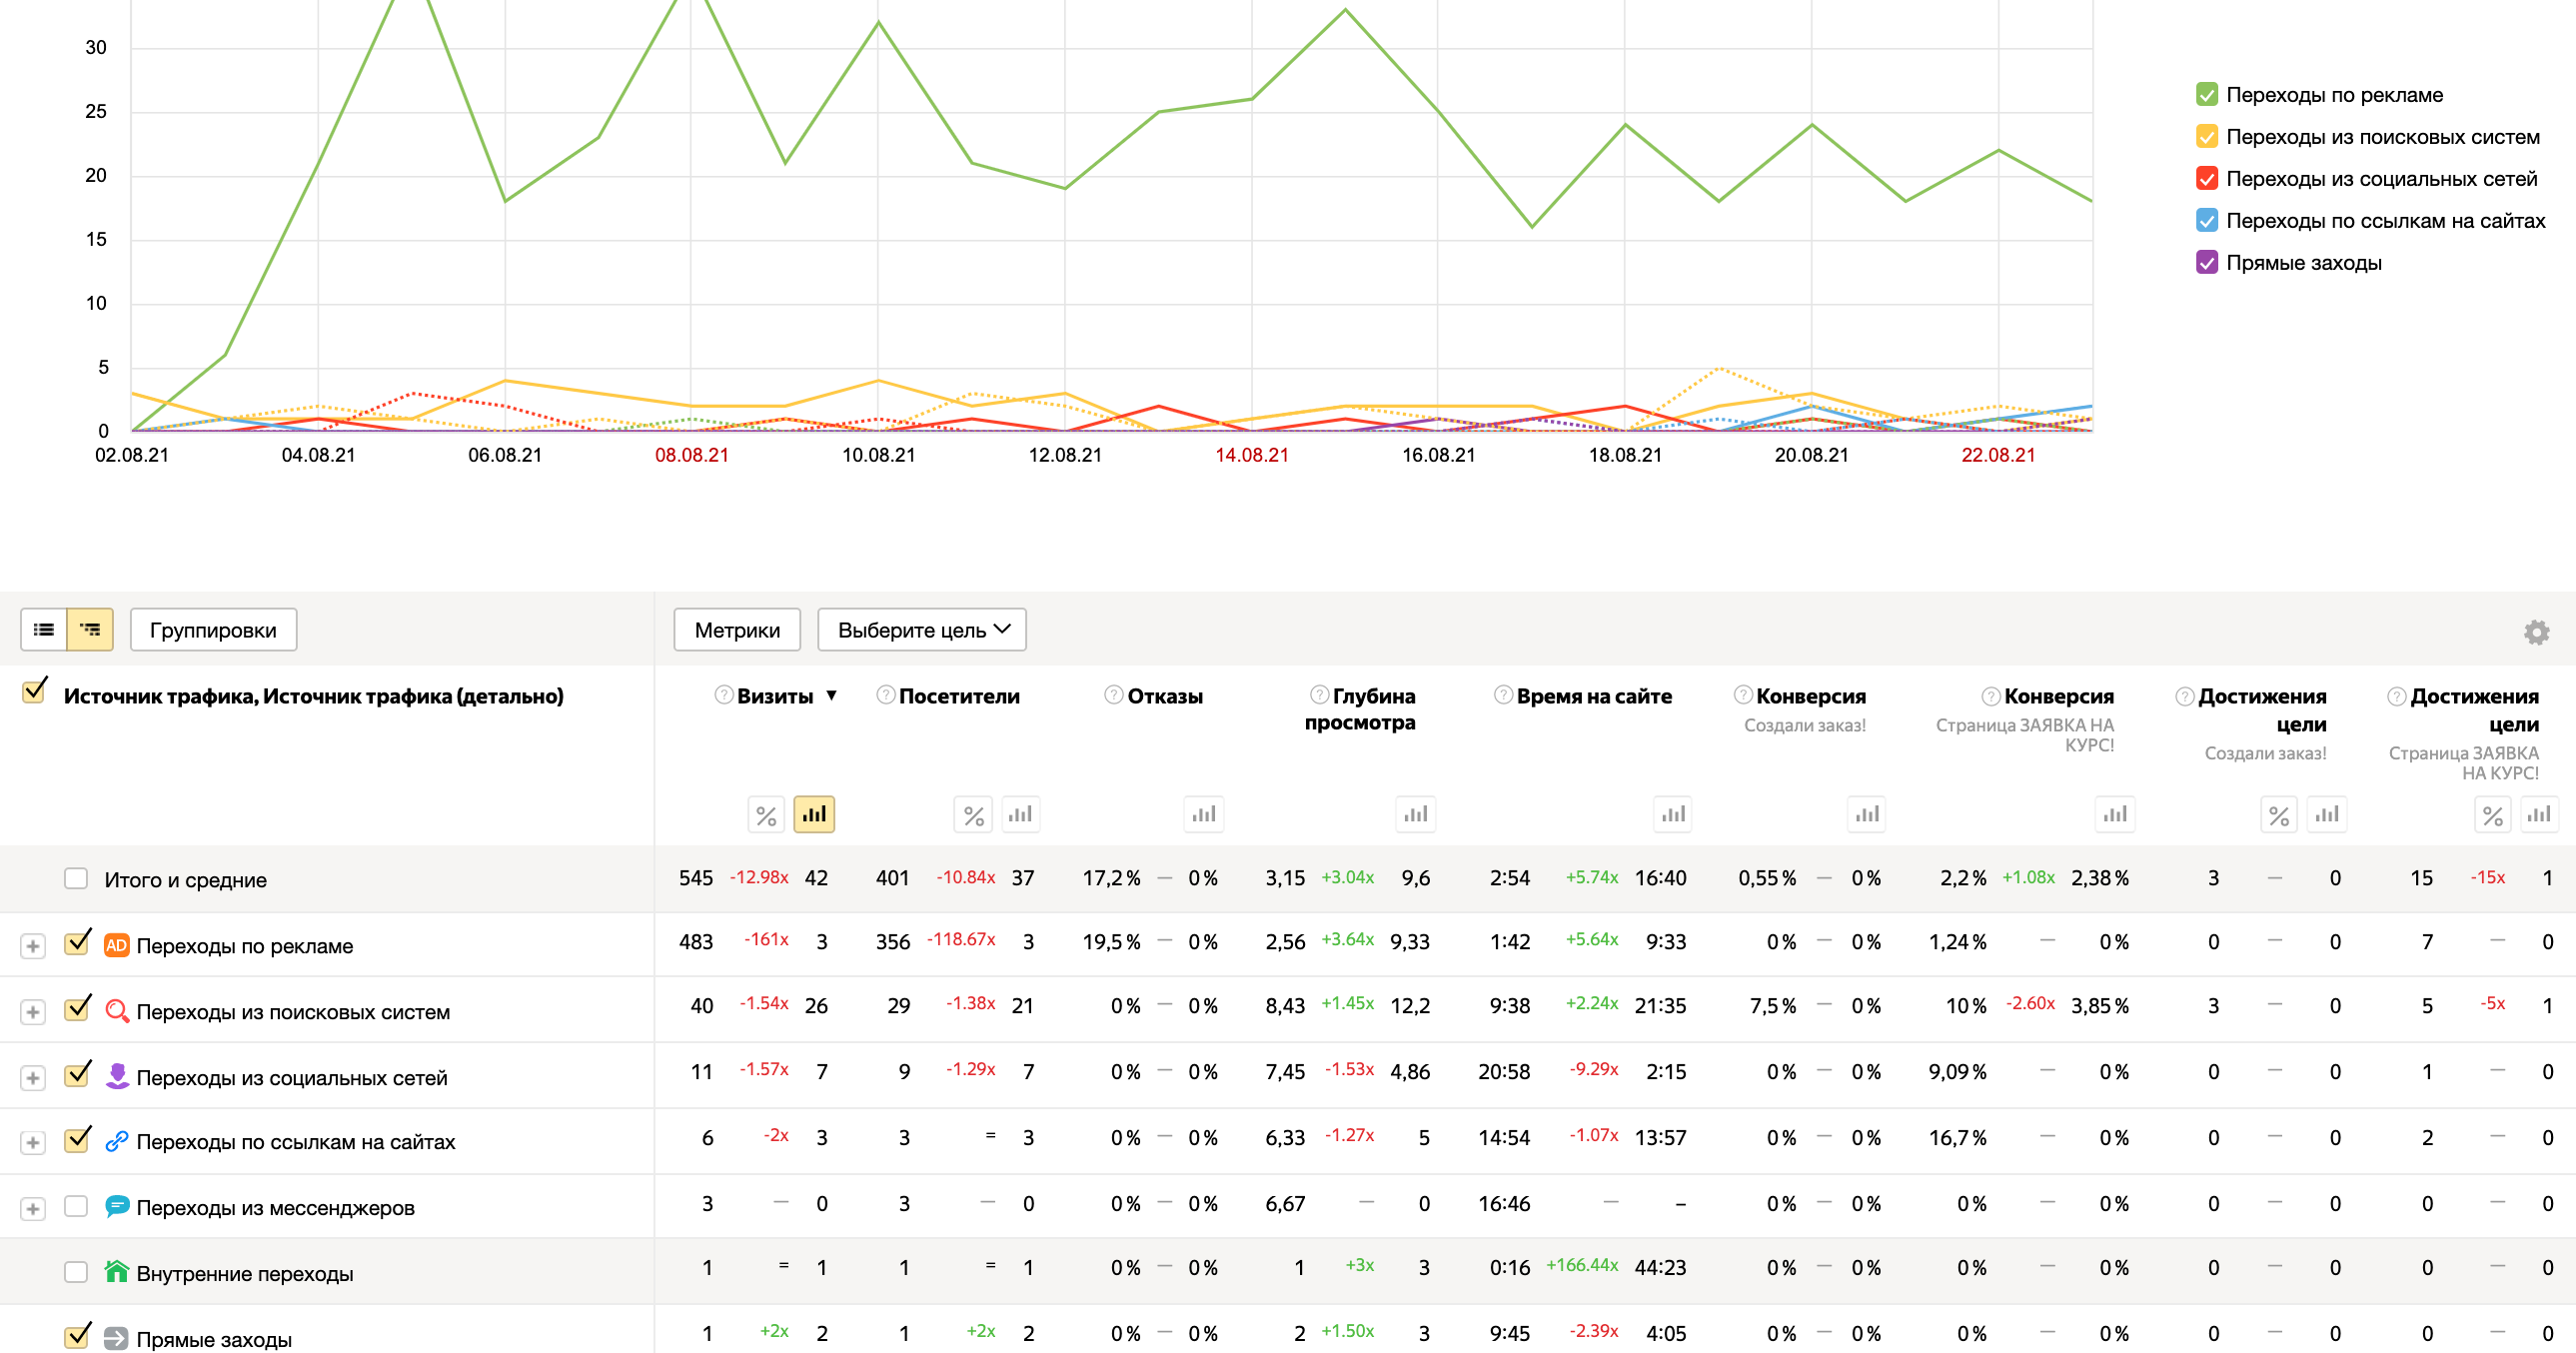 30
25
20
15
10
5
0
02.08.21 04.08.21 06.08.21 08.08.21 10.08.21 12.08.21 14.08.21 16.08.21 18.08.21 20.08.21 22.08.21
Переходы по рекламе
Переходы из поисковых систем
Переходы из социальных сетей
Переходы по ссылкам на сайтах
Прямые заходы
Группировки Метрики Выберите цель
Источник трафика, Источник трафика (детально) ? Визиты ▼ ? Посетители ? Отказы ? Глубина просмотра ? Время на сайте ? Конверсия ? Конверсия ? Достижения цели ? Достижения цели
Создали заказ! Страница ЗАЯВКА НА КУРС! Создали заказ! Страница ЗАЯВКА НА КУРС!
% % % %
Итого и средние 545 -12.98x 42 401 -10.84x 37 17,2 % — 0 % 3,15 +3.04x 9,6 2:54 +5.74x 16:40 0,55 % — 0 % 2,2 % +1.08x 2,38 % 3 — 0 15 -15x 1
+ AD Переходы по рекламе 483 -161x 3 356 -118.67x 3 19,5 % — 0 % 2,56 +3.64x 9,33 1:42 +5.64x 9:33 0 % — 0 % 1,24 % — 0 % 0 — 0 7 — 0
+ Переходы из поисковых систем 40 -1.54x 26 29 -1.38x 21 0 % — 0 % 8,43 +1.45x 12,2 9:38 +2.24x 21:35 7,5 % — 0 % 10 % -2.60x 3,85 % 3 — 0 5 -5x 1
+ Переходы из социальных сетей 11 -1.57x 7 9 -1.29x 7 0 % — 0 % 7,45 -1.53x 4,86 20:58 -9.29x 2:15 0 % — 0 % 9,09 % — 0 % 0 — 0 1 — 0
+ Переходы по ссылкам на сайтах 6 -2x 3 3 = 3 0 % — 0 % 6,33 -1.27x 5 14:54 -1.07x 13:57 0 % — 0 % 16,7 % — 0 % 0 — 0 2 — 0
+ Переходы из мессенджеров 3 — 0 3 — 0 0 % — 0 % 6,67 — 0 16:46 — – 0 % — 0 % 0 % — 0 % 0 — 0 0 — 0
Внутренние переходы 1 = 1 1 = 1 0 % — 0 % 1 +3x 3 0:16 +166.44x 44:23 0 % — 0 % 0 % — 0 % 0 — 0 0 — 0
Прямые заходы 1 +2x 2 1 +2x 2 0 % — 0 % 2 +1.50x 3 9:45 -2.39x 4:05 0 % — 0 % 0 % — 0 % 0 — 0 0 — 0